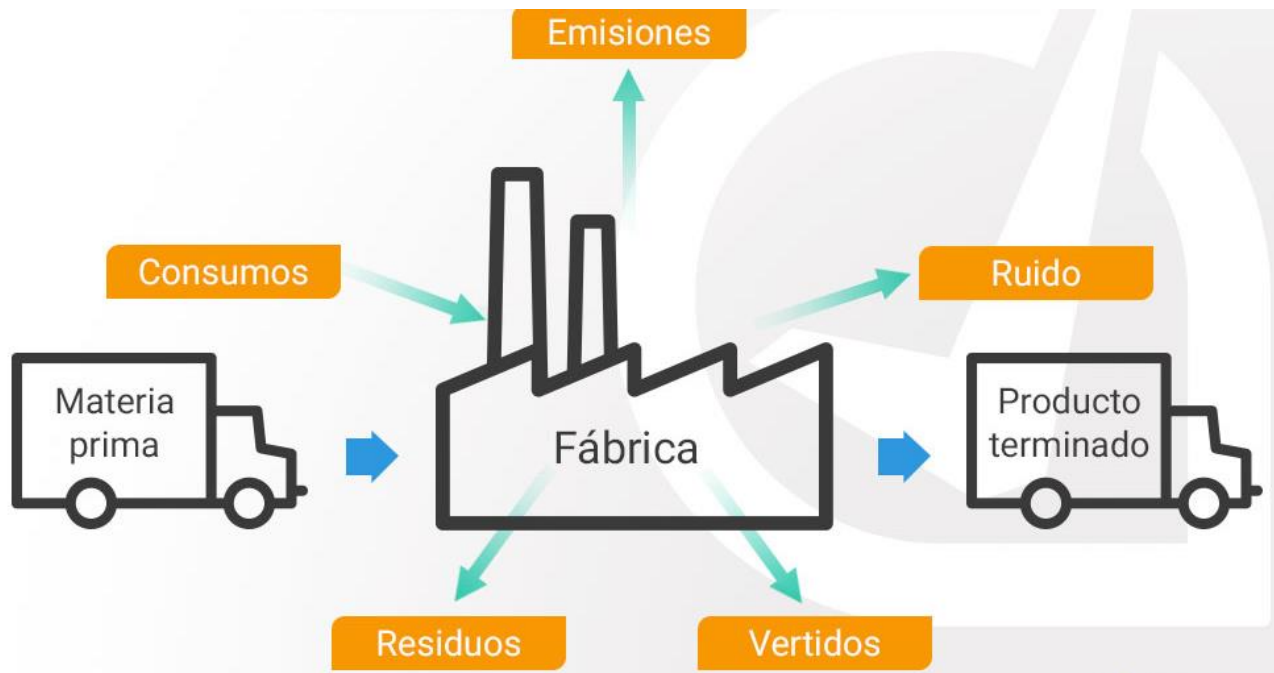 Emisiones
Consumos
Ruido
Materia
prima
Fábrica
Producto
terminado
Residuos
Vertidos